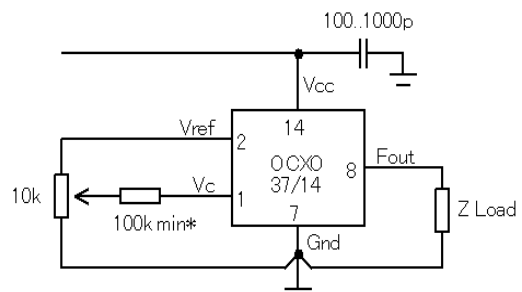 100..1000p
Vcc
14
Vref
2
OCXO
37/14
8
Fout
Vc
1
10k
100k min*
7
Gnd
Z Load